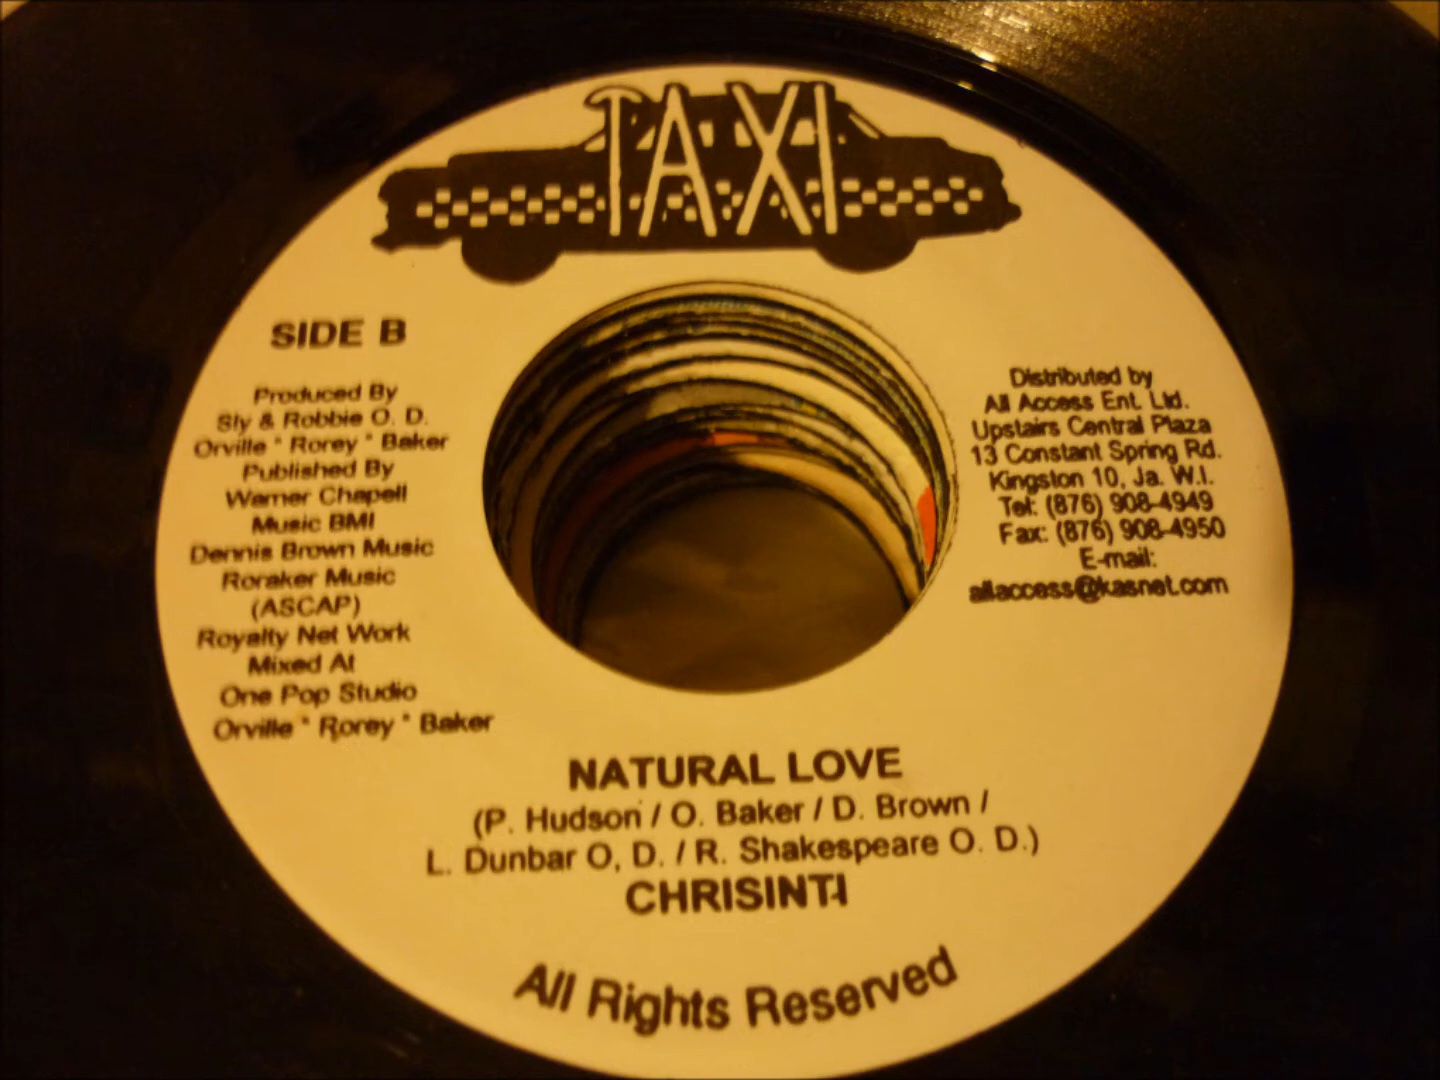 TAXI
SIDE B
Produced By
Sly & Robbie O. D.
Orville " Rorey " Baker
Published By
Warner Chapell
Music BMI
Dennis Brown Music
Roraker Music
(ASCAP)
Royalty Net Work
Mixed At
One Pop Studio
Orville " Rorey " Baker
Distributed by
All Access Ent. Ltd.
Upstairs Central Plaza
13 Constant Spring Rd.
Kingston 10, Ja. W.I.
Tel: (876) 908-4949
Fax: (876) 908-4950
E-mail:
allaccess@kasnet.com
NATURAL LOVE
(P. Hudson / O. Baker / D. Brown /
L. Dunbar O, D. / R. Shakespeare O. D.)
CHRISINTI
All Rights Reserved